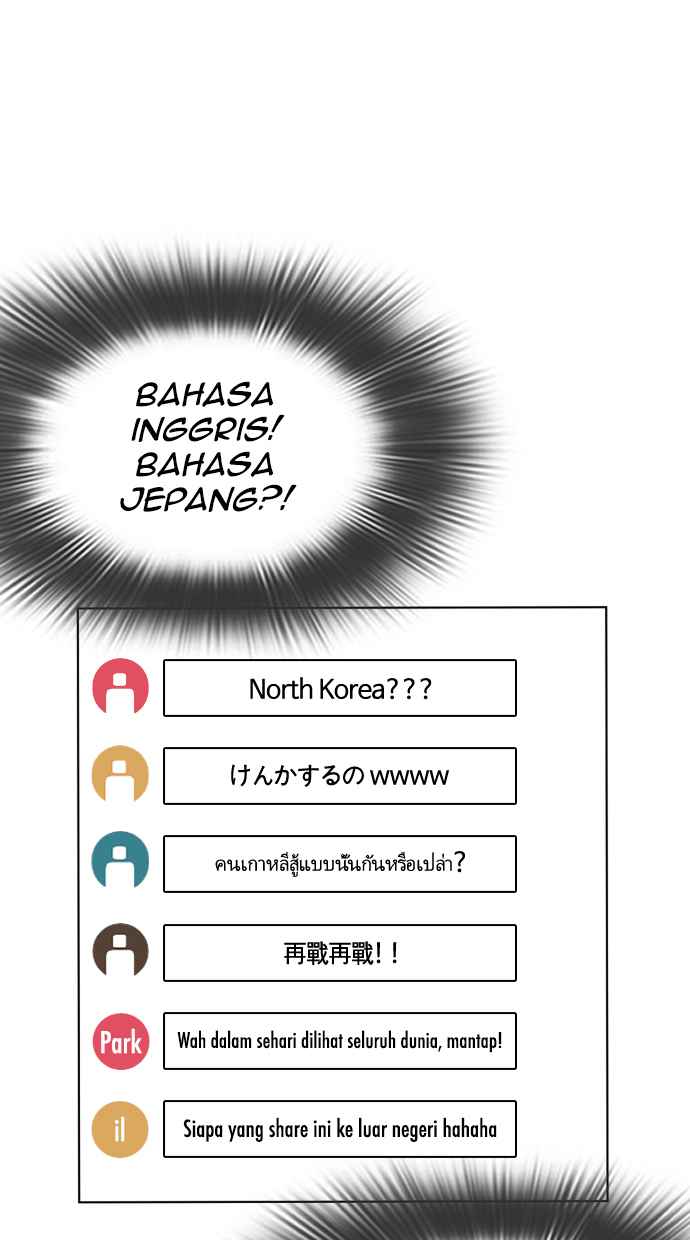 BAHASA
INGGRIS!
BAHASA
JEPANG?!
North Korea???
けんかするの wwww
คนเกาหลีสู้แบบนั้นกันหรือเปล่า?
再戰再戰!!
Park
Wah dalam sehari dilihat seluruh dunia, mantap!
il
Siapa yang share ini ke luar negeri hahaha